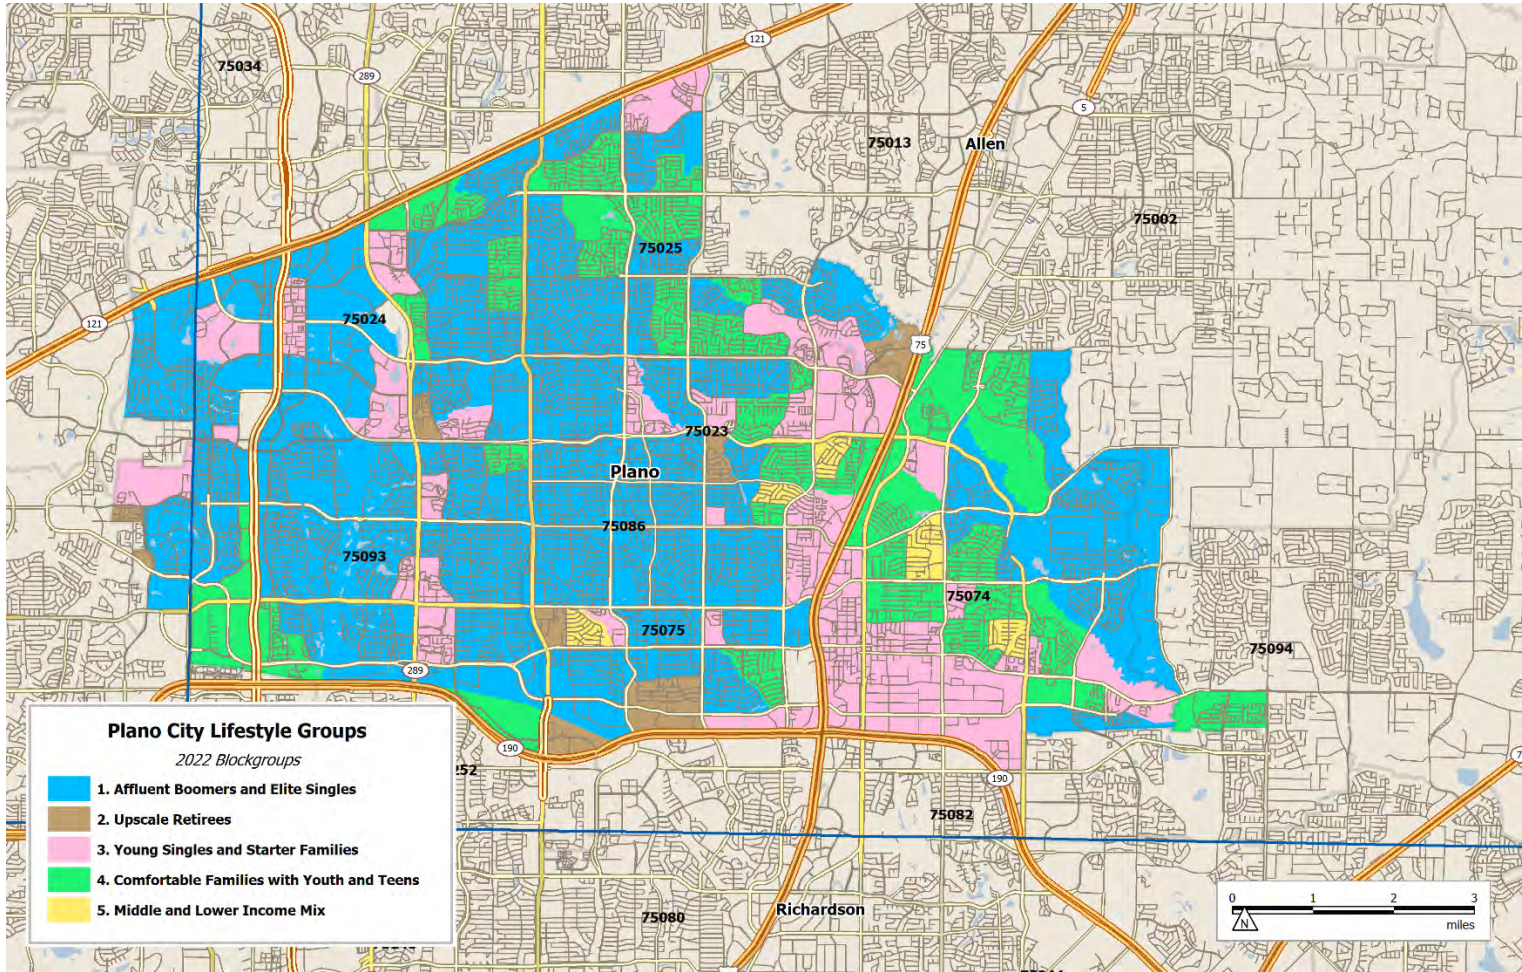 121
75034
289
5
75013
Allen
75002
75025
75024
121
75
75023
Plano
75086
75093
75074
75075
75094
289
190
252
190
75082
Richardson
75080
Plano City Lifestyle Groups
2022 Blockgroups
1. Affluent Boomers and Elite Singles
2. Upscale Retirees
3. Young Singles and Starter Families
4. Comfortable Families with Youth and Teens
5. Middle and Lower Income Mix
0 1 2 3
N
miles